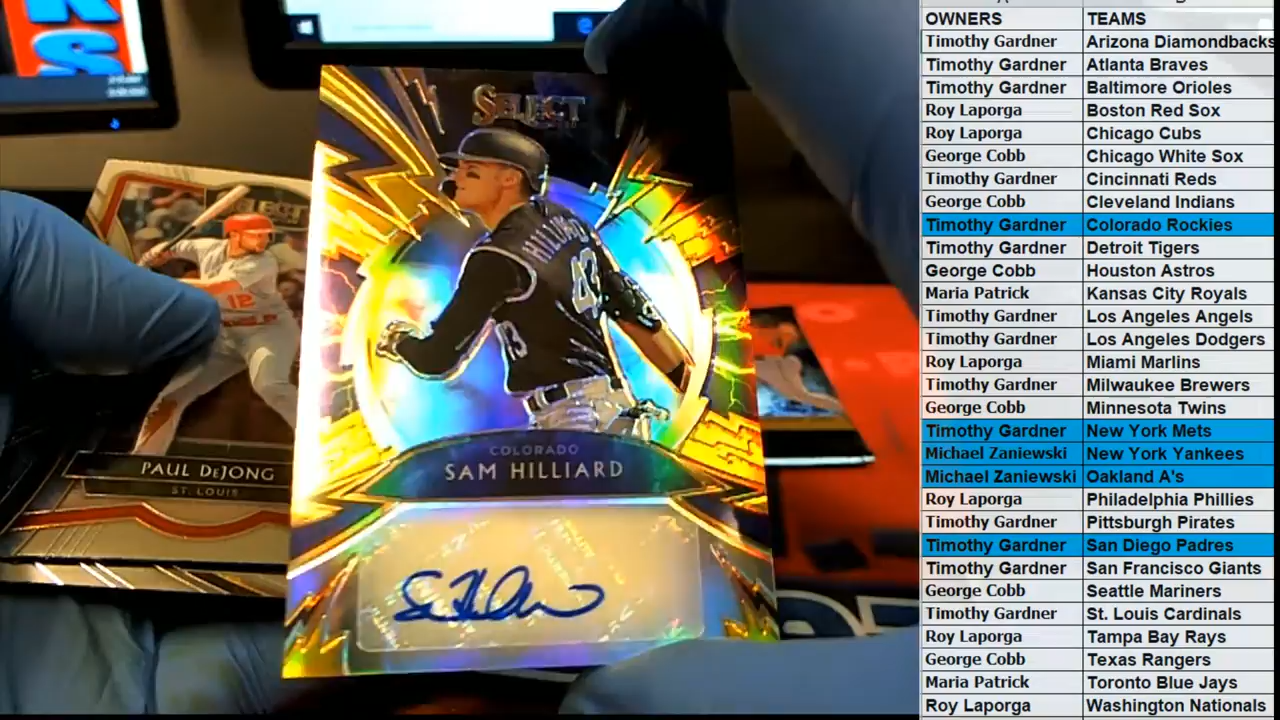 KS
SELECT
HILLIARD
43
43
COLORADO
SAM HILLIARD
SELECT
12
PAUL DEJONG
ST. LOUIS
OWNERS TEAMS
Timothy Gardner Arizona Diamondbacks
Timothy Gardner Atlanta Braves
Timothy Gardner Baltimore Orioles
Roy Laporga Boston Red Sox
Roy Laporga Chicago Cubs
George Cobb Chicago White Sox
Timothy Gardner Cincinnati Reds
George Cobb Cleveland Indians
Timothy Gardner Colorado Rockies
Timothy Gardner Detroit Tigers
George Cobb Houston Astros
Maria Patrick Kansas City Royals
Timothy Gardner Los Angeles Angels
Timothy Gardner Los Angeles Dodgers
Roy Laporga Miami Marlins
Timothy Gardner Milwaukee Brewers
George Cobb Minnesota Twins
Timothy Gardner New York Mets
Michael Zaniewski New York Yankees
Michael Zaniewski Oakland A's
Roy Laporga Philadelphia Phillies
Timothy Gardner Pittsburgh Pirates
Timothy Gardner San Diego Padres
Timothy Gardner San Francisco Giants
George Cobb Seattle Mariners
Timothy Gardner St. Louis Cardinals
Roy Laporga Tampa Bay Rays
George Cobb Texas Rangers
Maria Patrick Toronto Blue Jays
Roy Laporga Washington Nationals